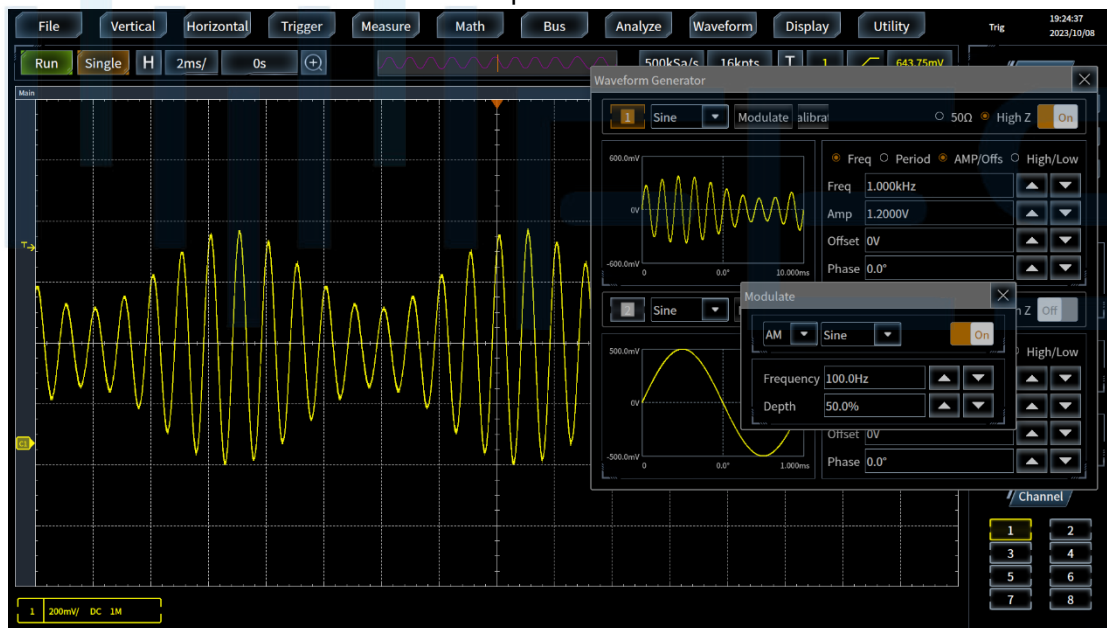 File Vertical Horizontal Trigger Measure Math Bus Analyze Waveform Display Utility Trig 19:24:37
2023/10/08
Run Single H 2ms/ 0s 500kSa/s 16kpts T 1 643.75mV
Waveform Generator
Main
1 Sine Modulate alibrat 50Ω High Z On
600.0mV
0V
-600.0mV
0 0.0° 10.000ms
Freq Period AMP/Offs High/Low
Freq 1.000kHz
Amp 1.2000V
Offset 0V
Phase 0.0°
T
C1
2 Sine Z Off
Modulate
AM Sine On
Frequency 100.0Hz
Depth 50.0%
500.0mV
0V
-500.0mV
0 0.0° 1.000ms
High/Low
Offset 0V
Phase 0.0°
Channel
1 2
3 4
5 6
7 8
1 200mV/ DC 1M